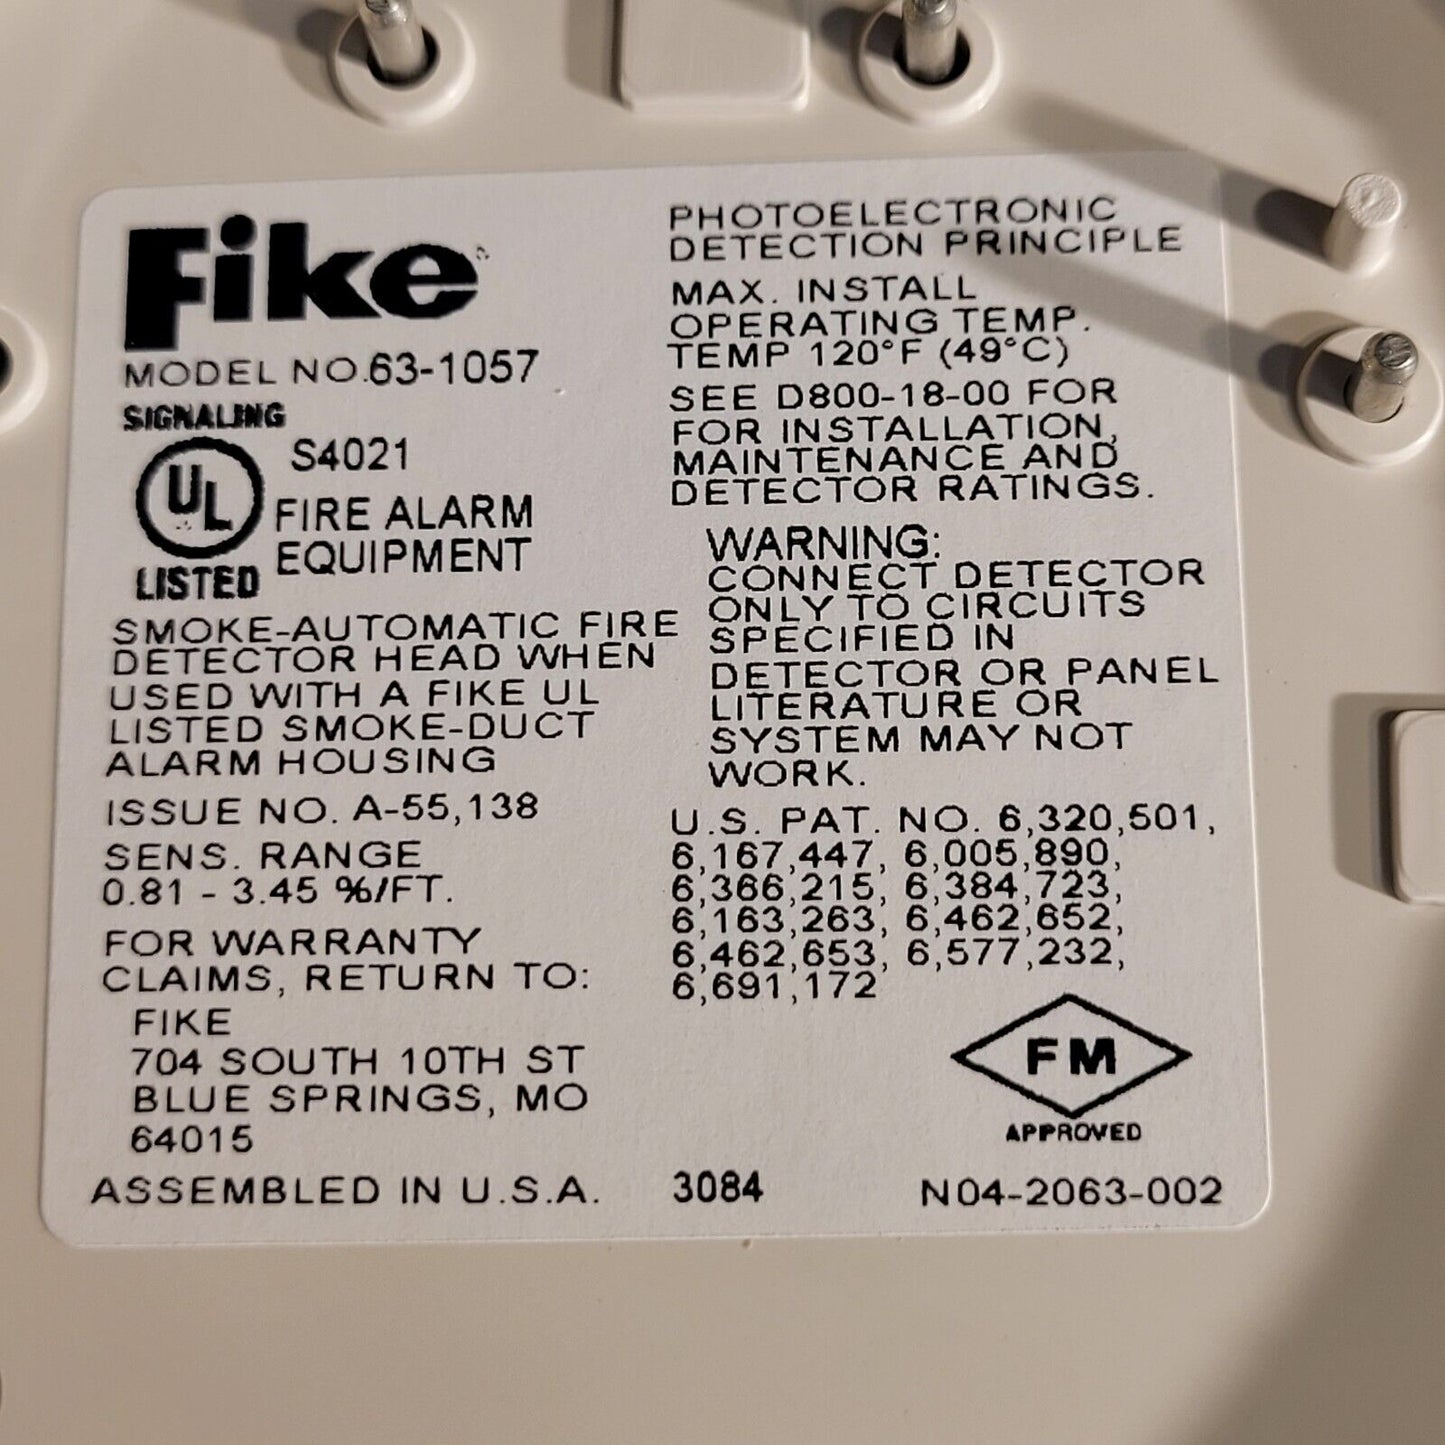 Fike
MODEL NO.63-1057
SIGNALING
UL
S4021
LISTED
FIRE ALARM
EQUIPMENT
SMOKE-AUTOMATIC FIRE
DETECTOR HEAD WHEN
USED WITH A FIKE UL
LISTED SMOKE-DUCT
ALARM HOUSING
ISSUE NO. A-55,138
SENS. RANGE
0.81 - 3.45 %/FT.
FOR WARRANTY
CLAIMS, RETURN TO:
FIKE
704 SOUTH 10TH ST
BLUE SPRINGS, MO
64015
ASSEMBLED IN U.S.A.
PHOTOELECTRONIC
DETECTION PRINCIPLE
MAX. INSTALL
OPERATING TEMP.
TEMP 120°F (49°C)
SEE D800-18-00 FOR
FOR INSTALLATION,
MAINTENANCE AND
DETECTOR RATINGS.
WARNING:
CONNECT DETECTOR
ONLY TO CIRCUITS
SPECIFIED IN
DETECTOR OR PANEL
LITERATURE OR
SYSTEM MAY NOT
WORK.
U.S. PAT. NO. 6,320,501,
6,167,447, 6,005,890,
6,366,215, 6,384,723,
6,163,263, 6,462,652,
6,462,653, 6,577,232,
6,691,172
FM
APPROVED
3084
N04-2063-002